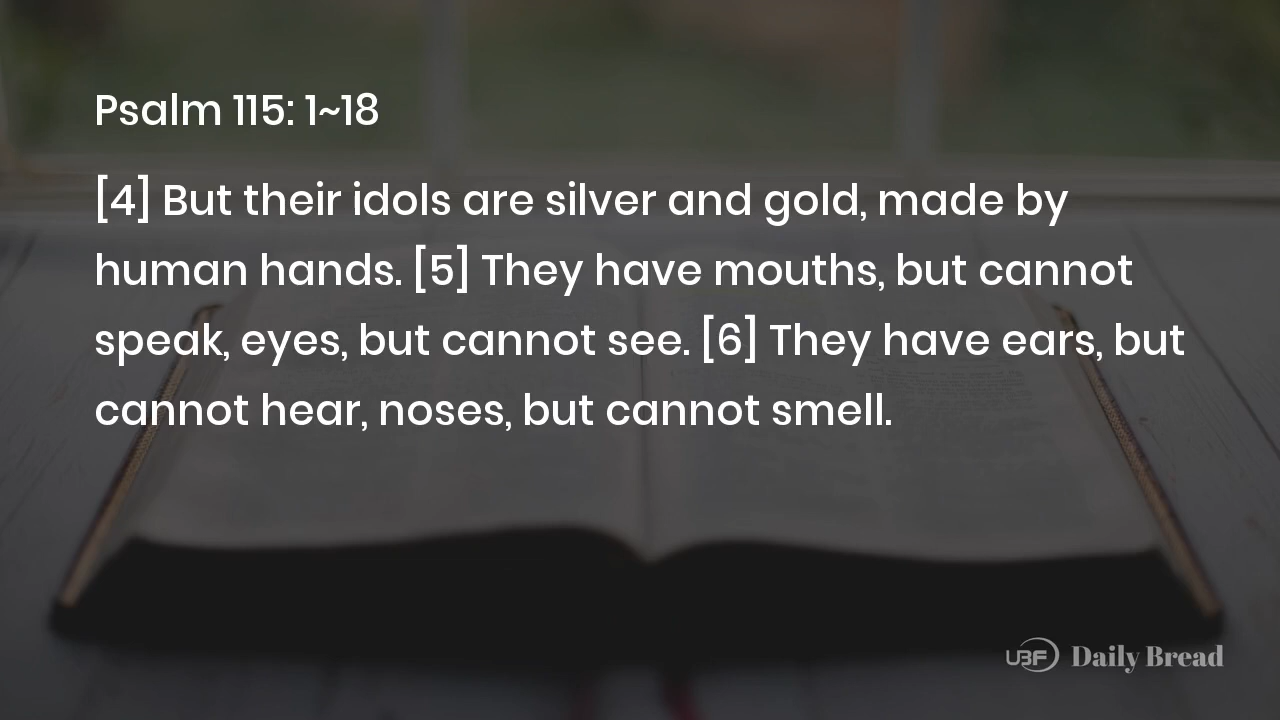 Psalm 115: 1~18
[4] But their idols are silver and gold, made by
human hands. [5] They have mouths, but cannot
speak, eyes, but cannot see. [6] They have ears, but
cannot hear, noses, but cannot smell.
UBF Daily Bread